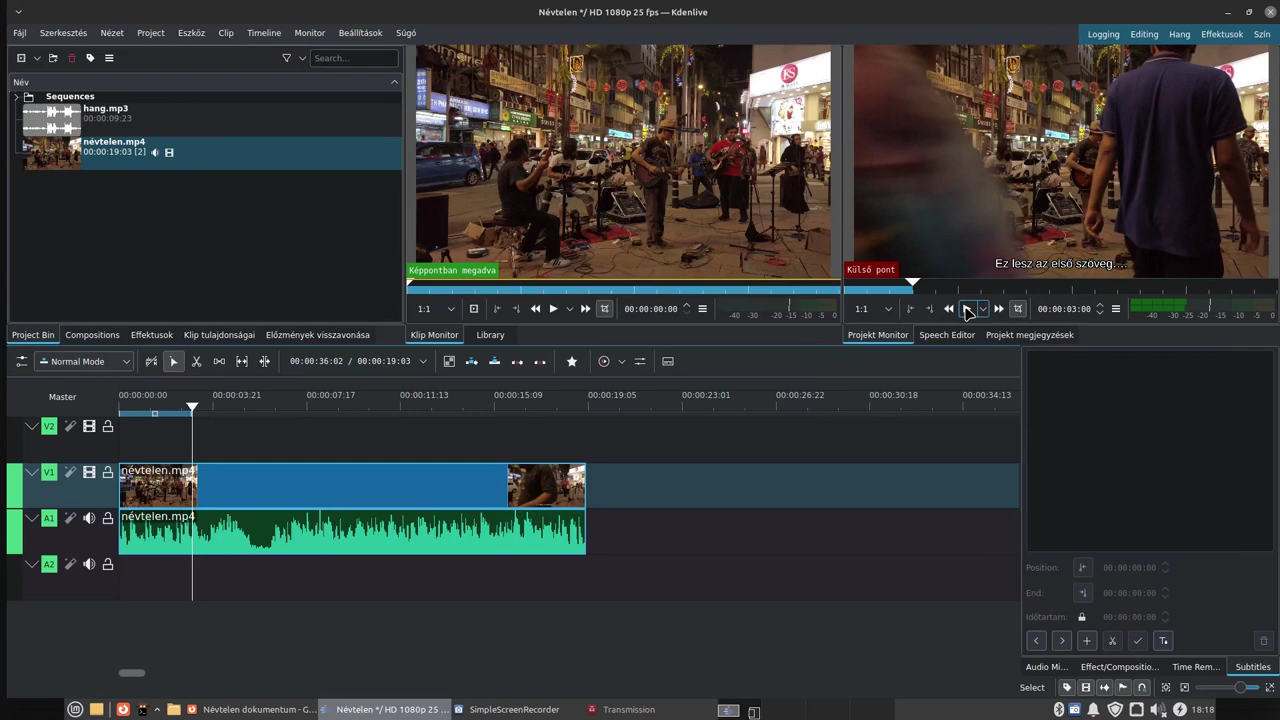 Névtelen */ HD 1080p 25 fps — Kdenlive
Fájl Szerkesztés Nézet Project Eszköz Clip Timeline Monitor Beállítások Súgó
Logging Editing Hang Effektusok Szín
Search...
Név
Sequences
hang.mp3
00:00:09:23
névtelen.mp4
00:00:19:03 [2]
Képpontban megadva
Ez lesz az első szöveg....
Külső pont
1:1 00:00:00:00 -40 -30 -25 -20 -15 -10 -5 0
1:1 00:00:03:00 -40 -30 -25 -20 -15 -10 -5 0
Project Bin Compositions Effektusok Klip tulajdonságai Előzmények visszavonása
Klip Monitor Library
Projekt Monitor Speech Editor Projekt megjegyzések
Normal Mode 00:00:36:02 / 00:00:19:03
Master 00:00:00:00 00:00:03:21 00:00:07:17 00:00:11:13 00:00:15:09 00:00:19:05 00:00:23:01 00:00:26:22 00:00:30:18 00:00:34:13
V2
V1 névtelen.mp4
A1 névtelen.mp4
A2
Position: 00:00:00:00
End: 00:00:00:00
Időtartam: 00:00:00:00
Audio Mi... Effect/Compositio... Time Rem... Subtitles
Select
Névtelen dokumentum - G... Névtelen */ HD 1080p 25 ... SimpleScreenRecorder Transmission 18:18